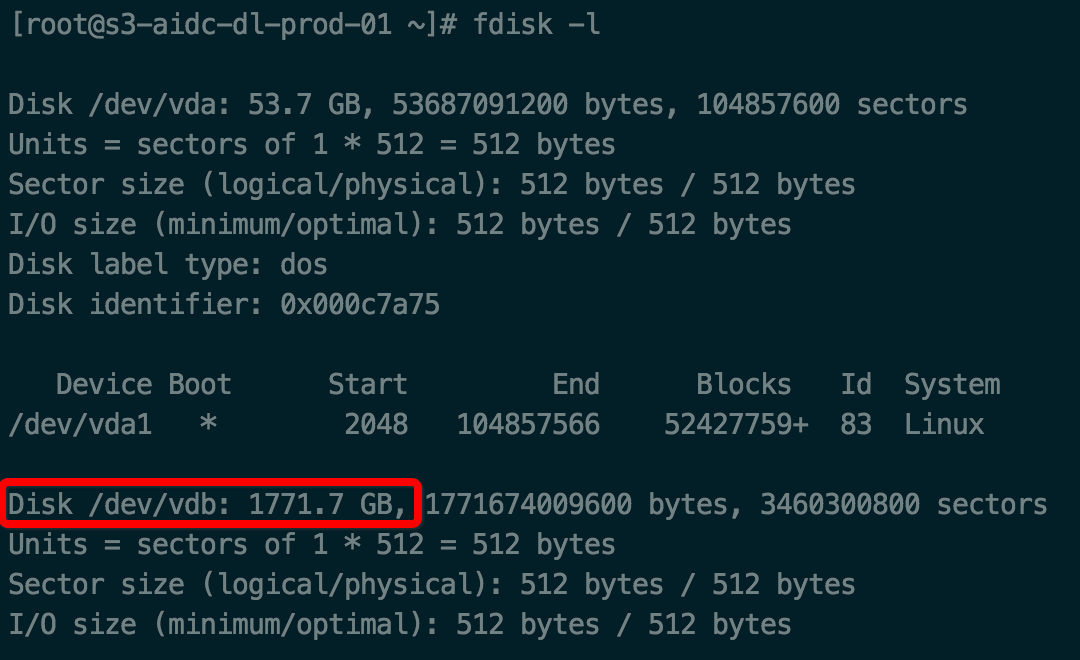 [root@s3-aidc-dl-prod-01 ~]# fdisk -l
Disk /dev/vda: 53.7 GB, 53687091200 bytes, 104857600 sectors
Units = sectors of 1 * 512 = 512 bytes
Sector size (logical/physical): 512 bytes / 512 bytes
I/O size (minimum/optimal): 512 bytes / 512 bytes
Disk label type: dos
Disk identifier: 0x000c7a75
Device Boot Start End Blocks Id System
/dev/vda1 * 2048 104857566 52427759+ 83 Linux
Disk /dev/vdb: 1771.7 GB, 1771674009600 bytes, 3460300800 sectors
Units = sectors of 1 * 512 = 512 bytes
Sector size (logical/physical): 512 bytes / 512 bytes
I/O size (minimum/optimal): 512 bytes / 512 bytes